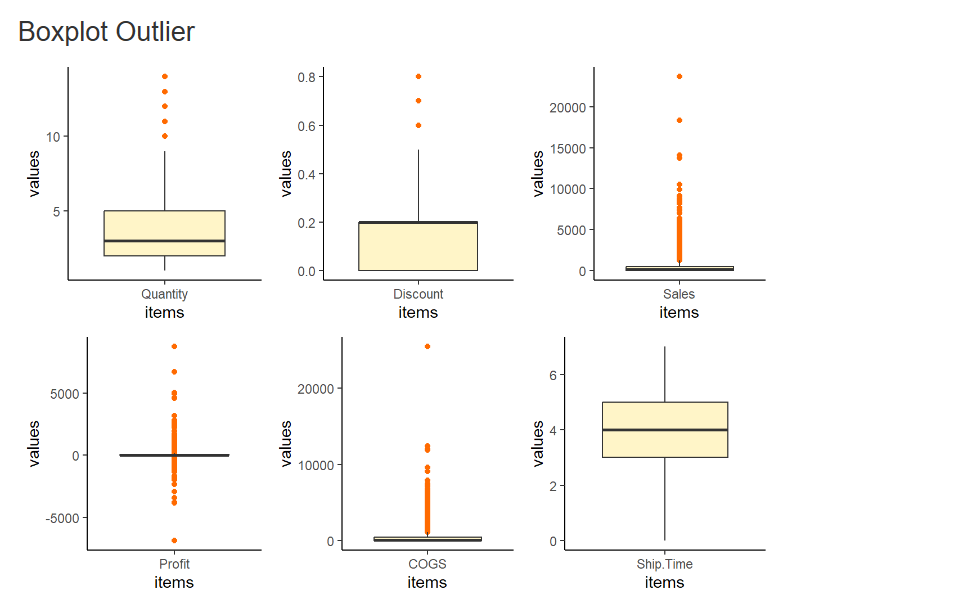 Boxplot Outlier
values
10
5
Quantity
items
values
0.8
0.6
0.4
0.2
0.0
Discount
items
values
20000
15000
10000
5000
0
Sales
items
values
5000
0
-5000
Profit
items
values
20000
10000
0
COGS
items
values
6
4
2
0
Ship.Time
items